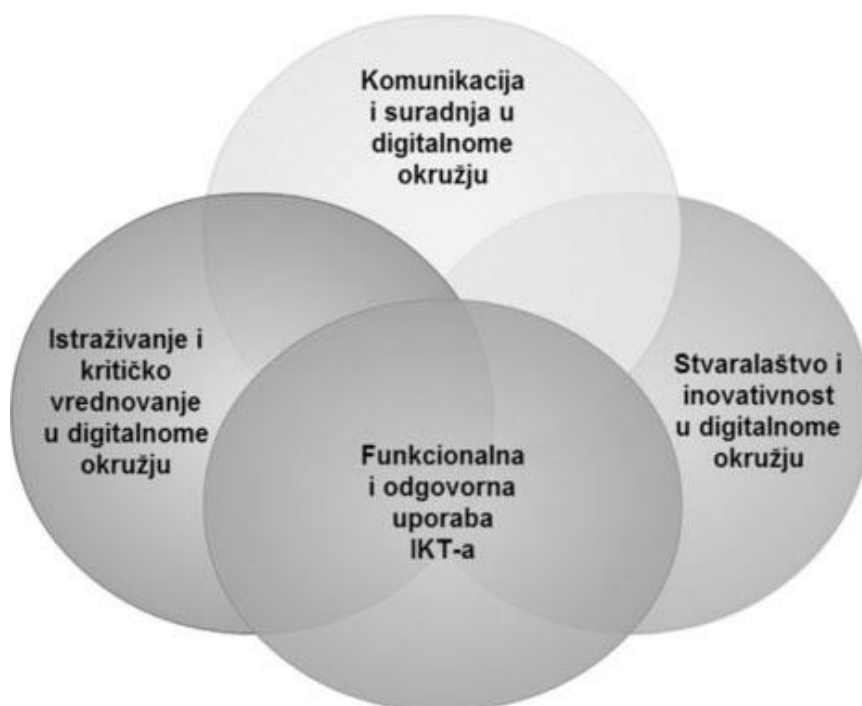 Komunikacija
i suradnja u
digitalnome
okružju
Istraživanje i
kritičko
vrednovanje
u digitalnome
okružju
Stvaralaštvo i
inovativnost
u digitalnome
okružju
Funkcionalna
i odgovorna
uporaba
IKT-a